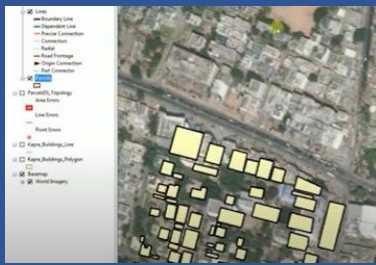 Lines
Boundary Line
Dependent Line
Precise Connection
Connection
Radial
Road Frontage
Origin Connection
Part Connector
Parcels
ParcelsDS_Topology
Area Errors
Line Errors
Point Errors
Kapra_Buildings_Line
Kapra_Buildings_Polygon
Basemap
World Imagery